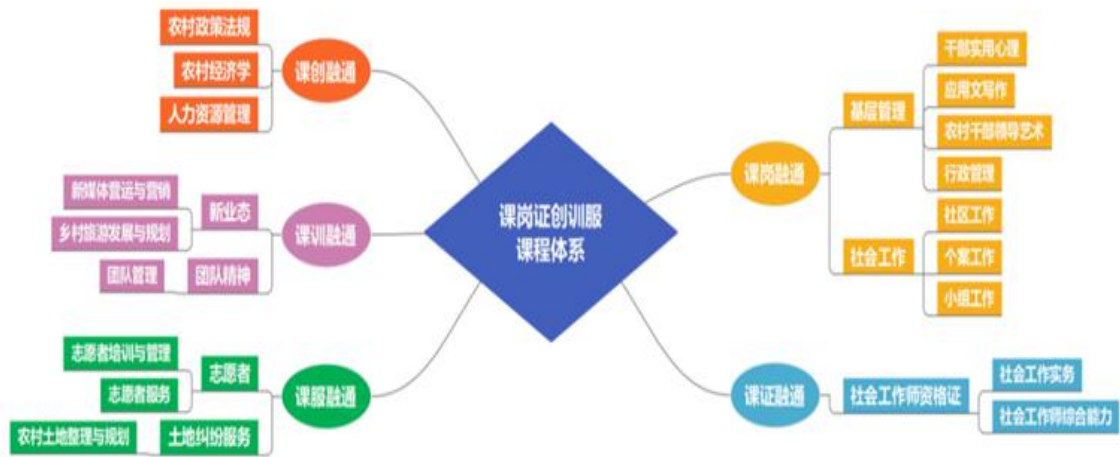 课岗证创训服
课程体系
课创融通
农村政策法规
农村经济学
人力资源管理
课训融通
新业态
新媒体营运与营销
乡村旅游发展与规划
团队精神
团队管理
课服融通
志愿者
志愿者培训与管理
志愿者服务
土地纠纷服务
农村土地整理与规划
课岗融通
基层管理
干部实用心理
应用文写作
农村干部领导艺术
行政管理
社会工作
社区工作
个案工作
小组工作
课证融通
社会工作师资格证
社会工作实务
社会工作师综合能力